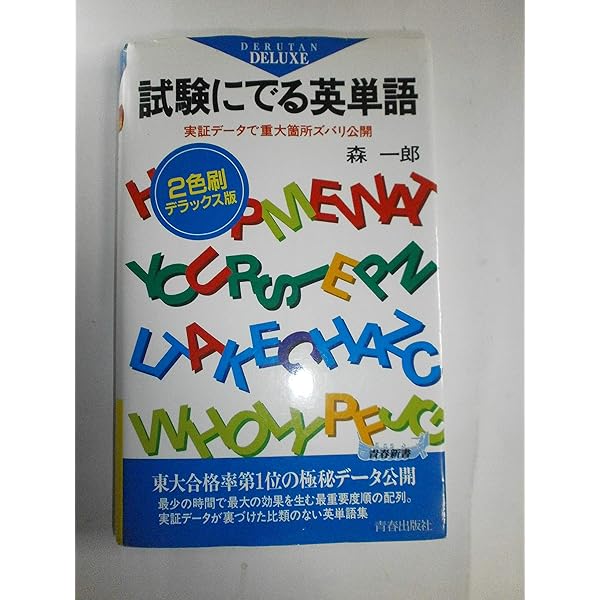 DERUTAN
DELUXE
試験にでる英単語
実証データで重大箇所ズバリ公開
森 一郎
2色刷
デラックス版
H PMEWAT
YOURSTEPN
LTAKECHAZC
WHOLYPE
青春新書
東大合格率第1位の極秘データ公開
最少の時間で最大の効果を生む最重要度順の配列。
実証データが裏づけた比類のない英単語集
青春出版社